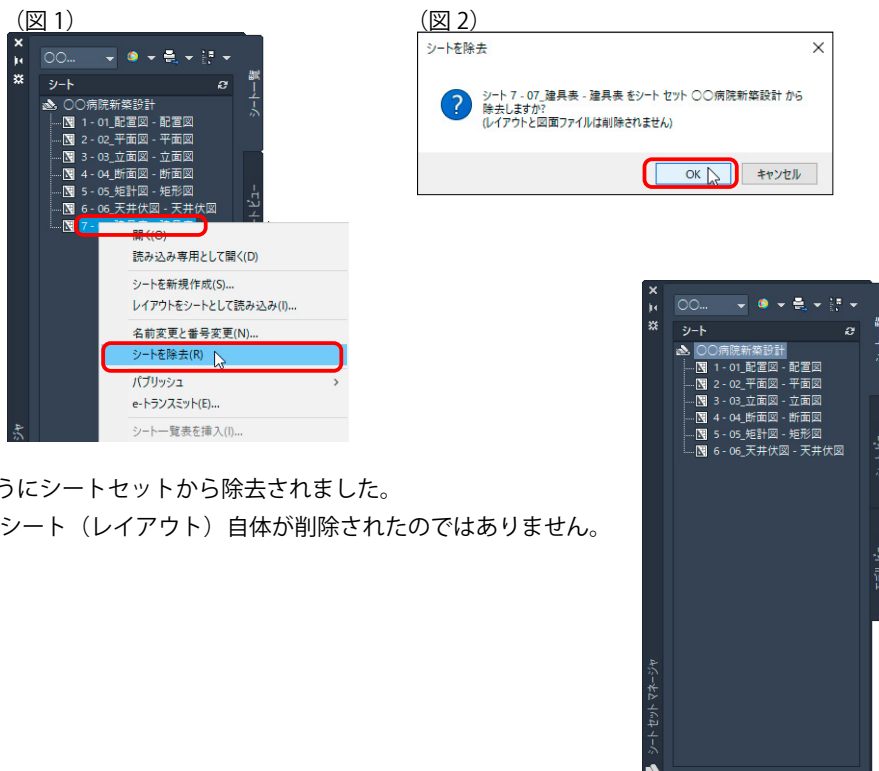 （図 1）
○○...
シート
シート一覧
○○病院新築設計
1 - 01_配置図 - 配置図
2 - 02_平面図 - 平面図
3 - 03_立面図 - 立面図
4 - 04_断面図 - 断面図
5 - 05_矩計図 - 矩形図
6 - 06_天井伏図 - 天井伏図
7 -
開く(O)
読み込み専用として開く(D)
シートを新規作成(S)...
レイアウトをシートとして読み込み(I)...
名前変更と番号変更(N)...
シートを除去(R)
パブリッシュ
e-トランスミット(E)...
シート一覧表を挿入(I)...
ジャ
（図 2）
シートを除去
シート 7 - 07_建具表 - 建具表 をシート セット ○○病院新築設計 から
除去しますか?
(レイアウトと図面ファイルは削除されません)
OK
キャンセル
うにシートセットから除去されました。
シート（レイアウト）自体が削除されたのではありません。
○○...
シート
○○病院新築設計
1 - 01_配置図 - 配置図
2 - 02_平面図 - 平面図
3 - 03_立面図 - 立面図
4 - 04_断面図 - 断面図
5 - 05_矩計図 - 矩形図
6 - 06_天井伏図 - 天井伏図
シート セット マネージャ